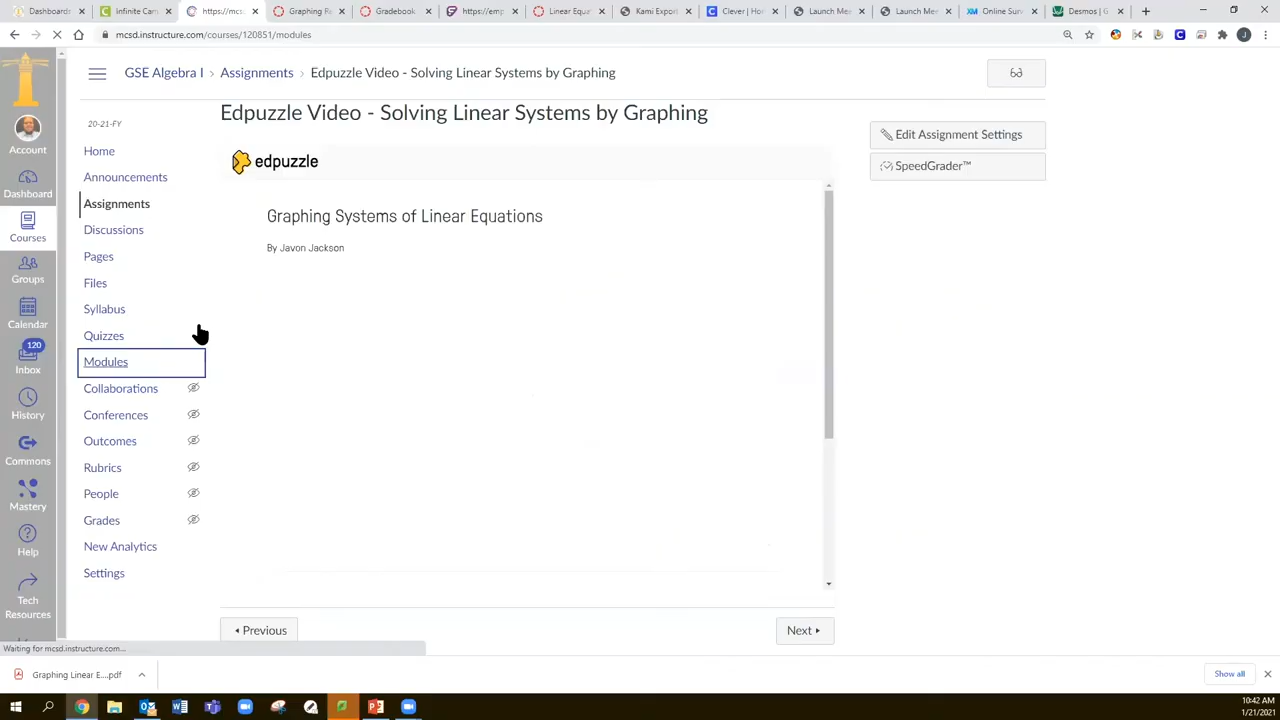 Dashboards
Infinite Cam
https://mcs
Graphing Re
Gradebook
https://emp
Linear Equa
Kami Export
Clever | Hor
Launch Mee
Launch Mee
Online Surv
Desmos | G
mcsd.instructure.com/courses/120851/modules
GSE Algebra I › Assignments › Edpuzzle Video - Solving Linear Systems by Graphing
Account
Dashboard
Courses
Groups
Calendar
120
Inbox
History
Commons
Mastery
Help
Tech
Resources
20-21-FY
Home
Announcements
Assignments
Discussions
Pages
Files
Syllabus
Quizzes
Modules
Collaborations
Conferences
Outcomes
Rubrics
People
Grades
New Analytics
Settings
Edpuzzle Video - Solving Linear Systems by Graphing
edpuzzle
Graphing Systems of Linear Equations
By Javon Jackson
Edit Assignment Settings
SpeedGrader™
Previous
Next
Waiting for mcsd.instructure.com...
Graphing Linear E....pdf
Show all
10:42 AM
1/21/2021